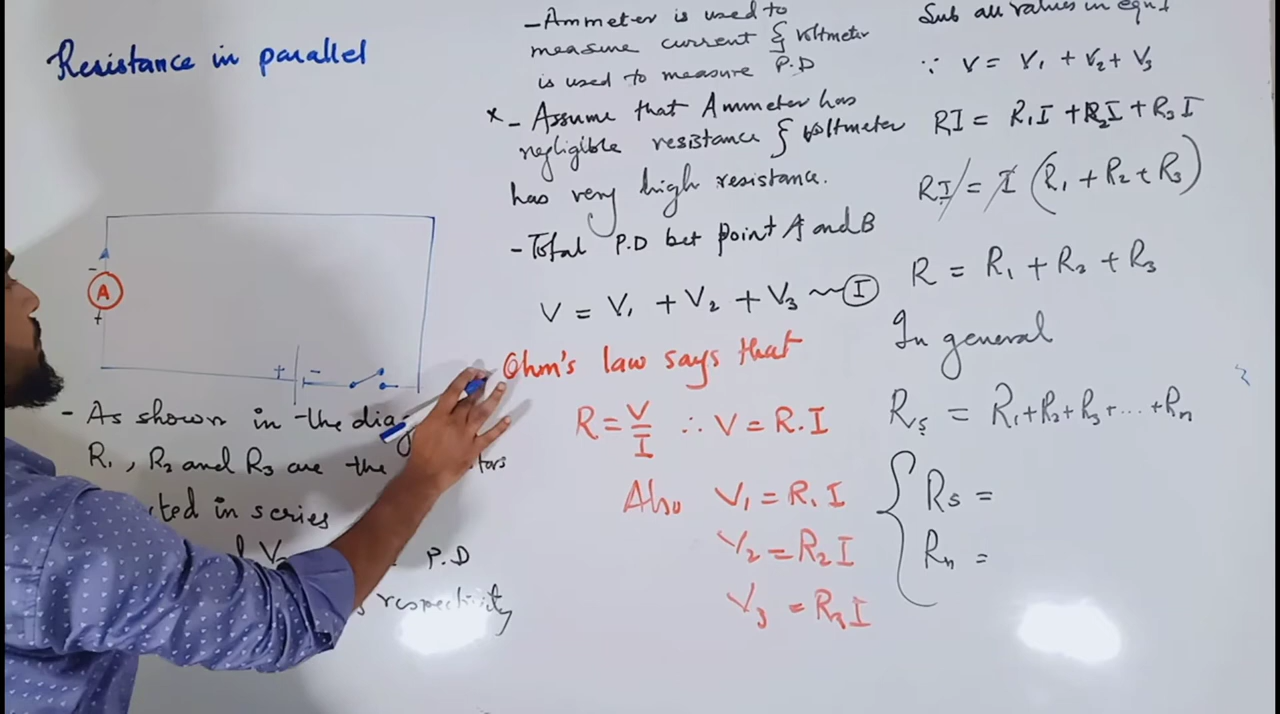 Resistance in parallel
-
A
+
+ -
- As shown in the
R₁, R₂ and R₃ are the
in series
P.D
- Ammeter is used to
measure current & voltmeter
is used to measure P.D
x - Assume that Ammeter has
negligible resistance & voltmeter
has very high resistance.
- Total P.D bet point A and B
V = V₁ + V₂ + V₃ ~ I
Ohm's law says that
R = V/I ∴ V = R.I
Also V₁ = R₁ I
V₂ = R₂ I
V₃ = R₃ I
Sub all values in eqn I
∵ V = V₁ + V₂ + V₃
RI = R₁I + R₂I + R₃I
RI = I (R₁ + R₂ + R₃)
R = R₁ + R₂ + R₃
In general
Rs = R₁+R₂+R₃+...+Rn
Rs =
Rn =